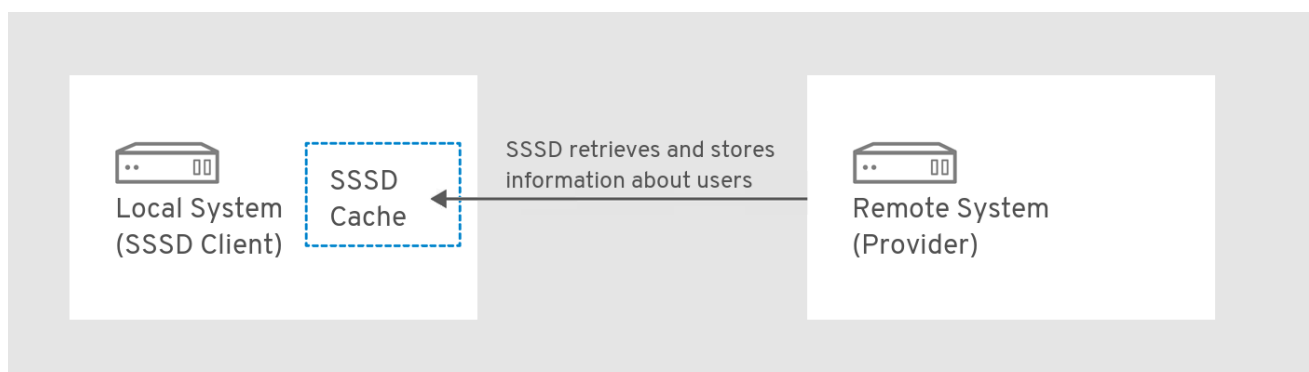 SSSD retrieves and stores
information about users
SSSD
Cache
Local System
(SSSD Client)
Remote System
(Provider)